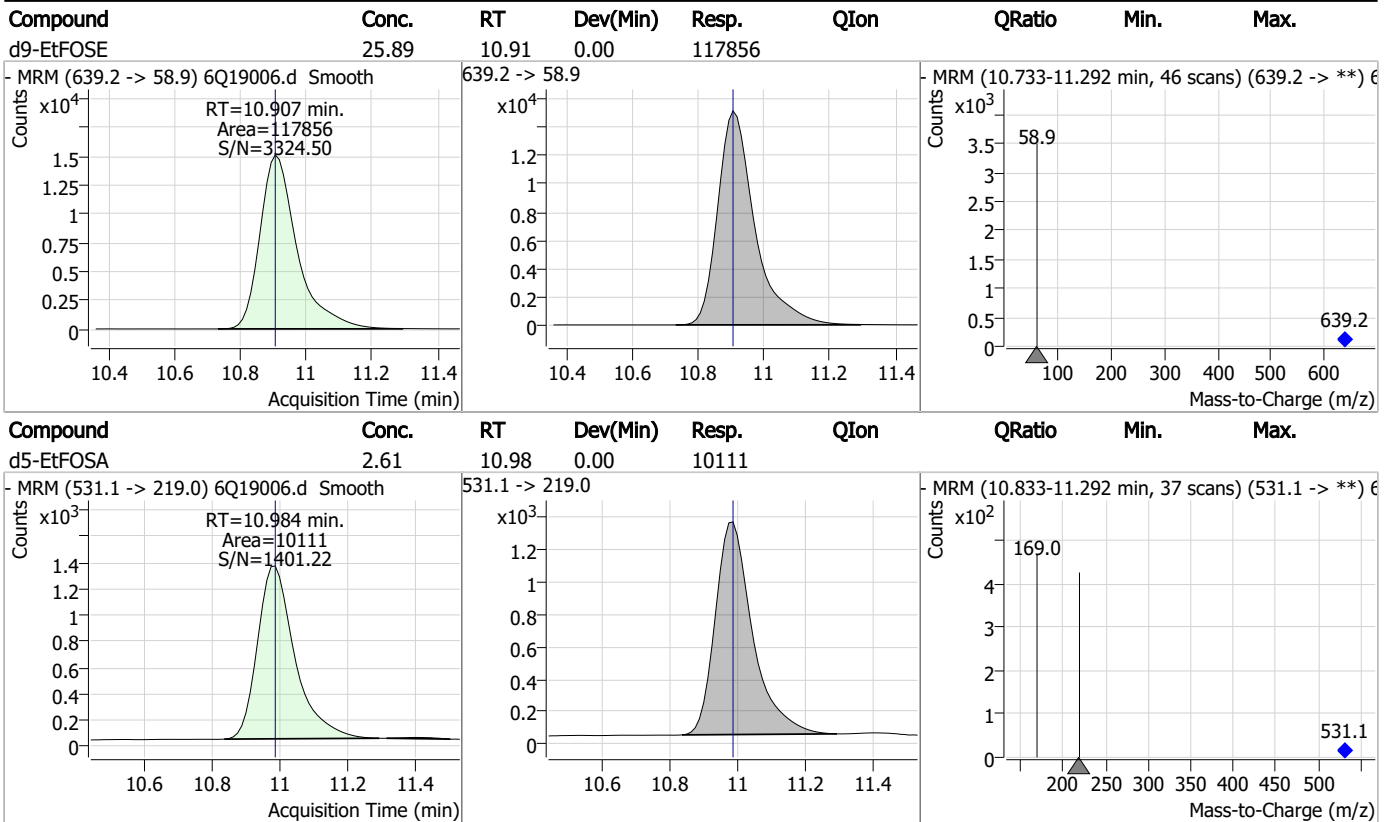 Compound Conc. RT Dev(Min) Resp. QIon QRatio Min. Max.
d9-EtFOSE 25.89 10.91 0.00 117856
- MRM (639.2 -> 58.9) 6Q19006.d Smooth
Counts
x10^4
RT=10.907 min.
Area=117856
S/N=3324.50
1.5
1.25
1
0.75
0.5
0.25
0
10.4 10.6 10.8 11 11.2 11.4
Acquisition Time (min)
639.2 -> 58.9
x10^4
1.2
1
0.8
0.6
0.4
0.2
0
10.4 10.6 10.8 11 11.2 11.4
- MRM (10.733-11.292 min, 46 scans) (639.2 -> **) 6
Counts
x10^3
58.9
3.5
3
2.5
2
1.5
1
0.5
639.2
0
100 200 300 400 500 600
Mass-to-Charge (m/z)
Compound Conc. RT Dev(Min) Resp. QIon QRatio Min. Max.
d5-EtFOSA 2.61 10.98 0.00 10111
- MRM (531.1 -> 219.0) 6Q19006.d Smooth
Counts
x10^3
RT=10.984 min.
Area=10111
S/N=1401.22
1.4
1.2
1
0.8
0.6
0.4
0.2
0
10.6 10.8 11 11.2 11.4
Acquisition Time (min)
531.1 -> 219.0
x10^3
1.2
1
0.8
0.6
0.4
0.2
0
10.6 10.8 11 11.2 11.4
- MRM (10.833-11.292 min, 37 scans) (531.1 -> **) 6
Counts
x10^2
169.0
4
3
2
1
531.1
0
200 250 300 350 400 450 500
Mass-to-Charge (m/z)